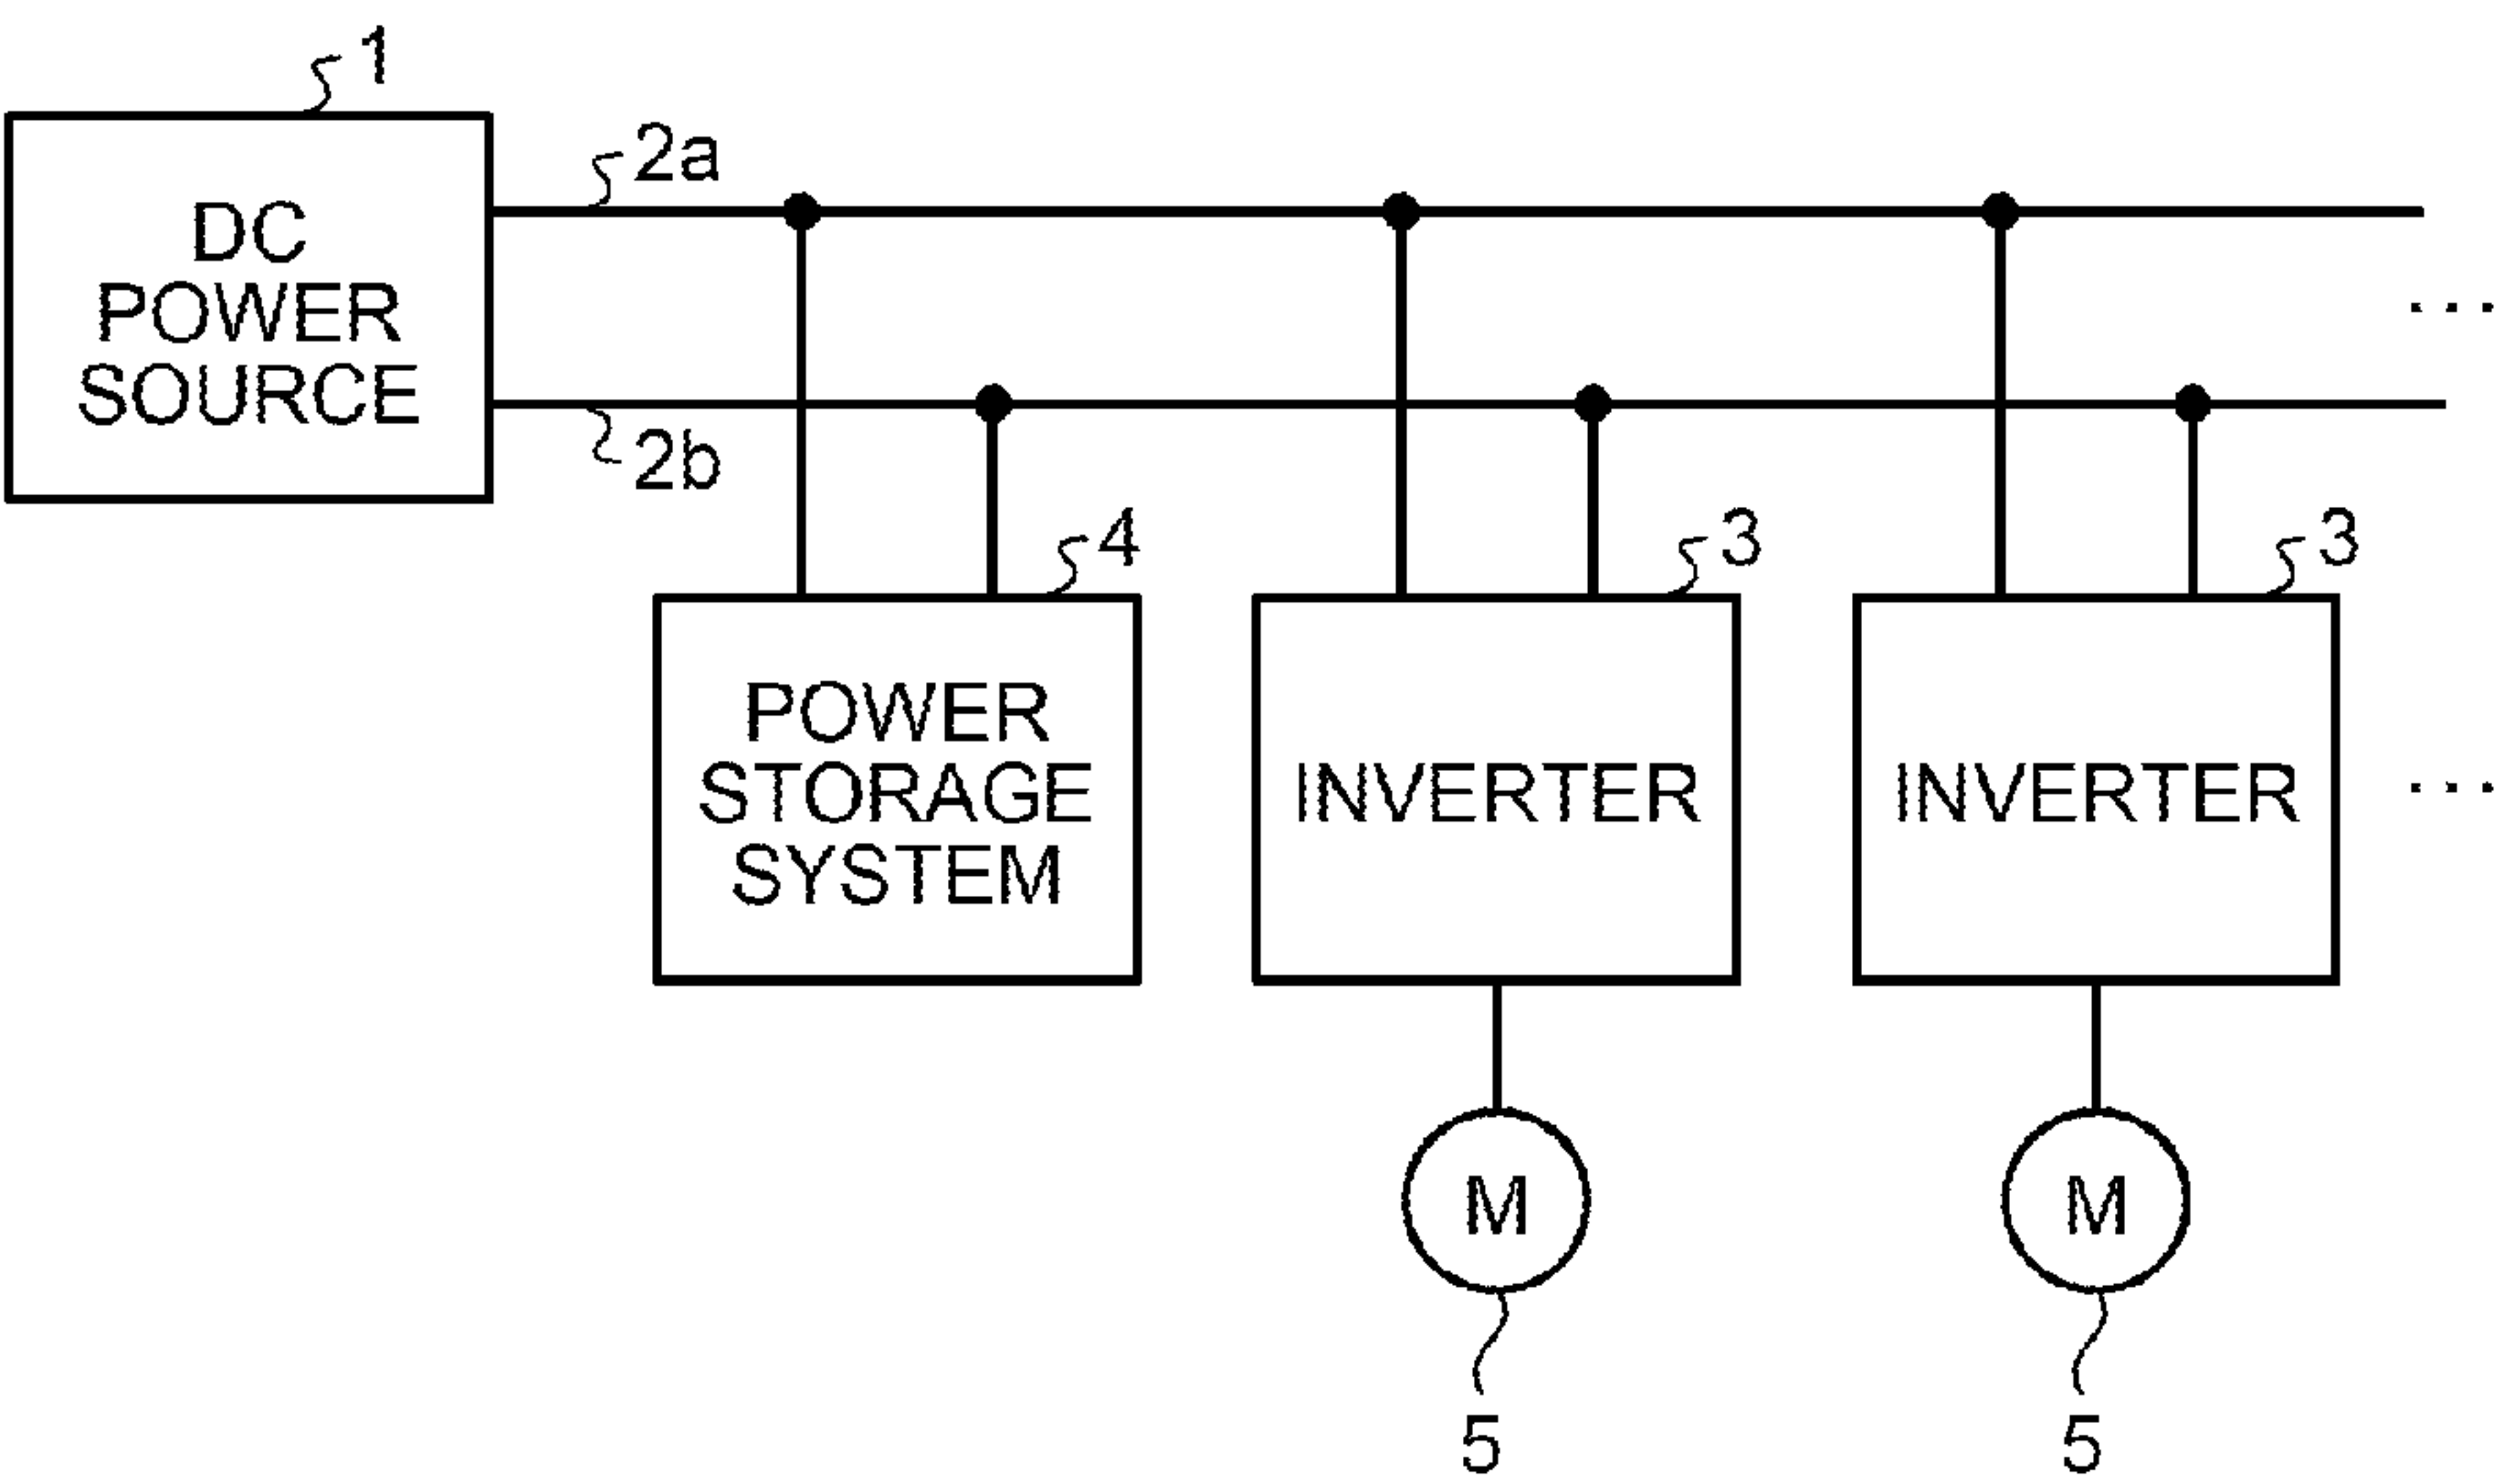 1
2a
DC
POWER
SOURCE
2b
...
4
3
3
POWER
STORAGE
SYSTEM
INVERTER
INVERTER
...
M
M
5
5